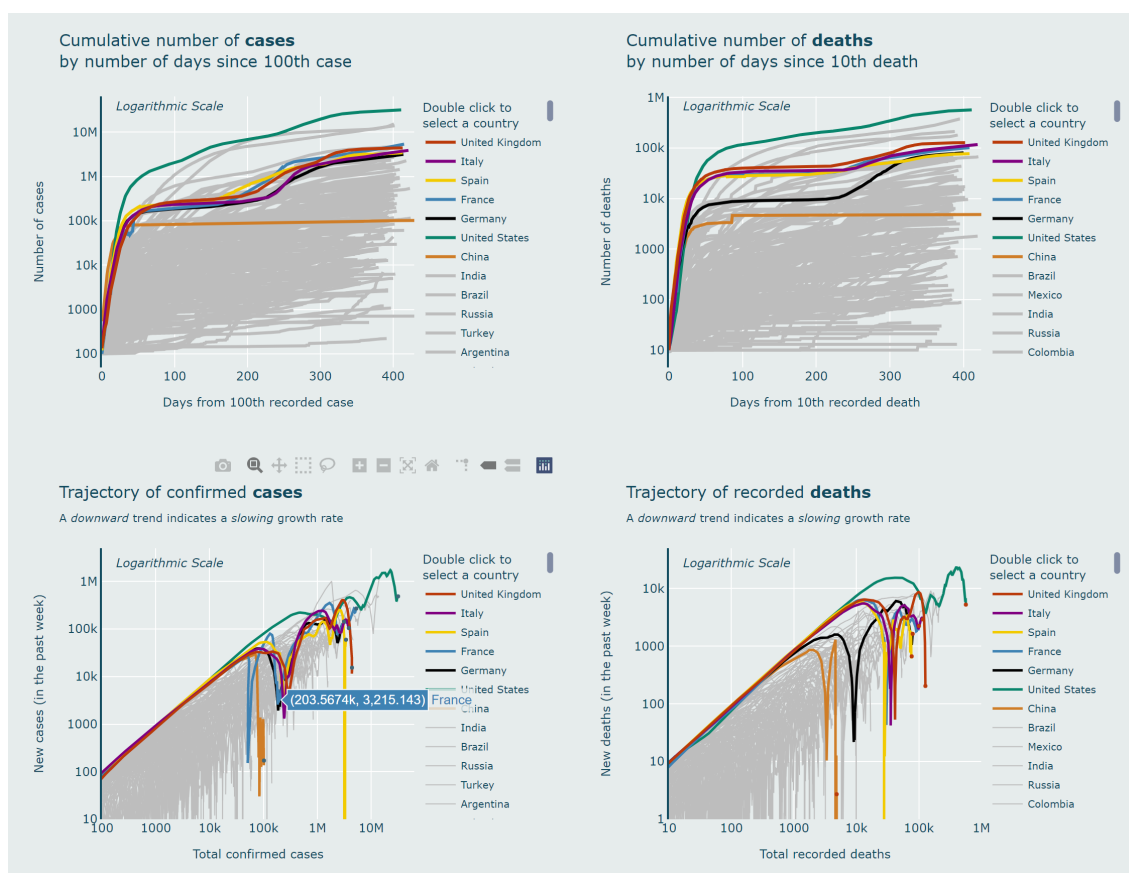 Cumulative number of cases
by number of days since 100th case
Logarithmic Scale
Double click to
select a country
10M
1M
100k
10k
1000
100
Number of cases
0
100
200
300
400
Days from 100th recorded case
United Kingdom
Italy
Spain
France
Germany
United States
China
India
Brazil
Russia
Turkey
Argentina
Cumulative number of deaths
by number of days since 10th death
Logarithmic Scale
Double click to
select a country
1M
100k
10k
1000
100
10
Number of deaths
0
100
200
300
400
Days from 10th recorded death
United Kingdom
Italy
Spain
France
Germany
United States
China
Brazil
Mexico
India
Russia
Colombia
Trajectory of confirmed cases
A downward trend indicates a slowing growth rate
Logarithmic Scale
Double click to
select a country
1M
100k
10k
1000
100
10
New cases (in the past week)
100
1000
10k
100k
1M
10M
Total confirmed cases
(203.5674k, 3,215.143) France
United Kingdom
Italy
Spain
France
Germany
United States
China
India
Brazil
Russia
Turkey
Argentina
Trajectory of recorded deaths
A downward trend indicates a slowing growth rate
Logarithmic Scale
Double click to
select a country
10k
1000
100
10
1
New deaths (in the past week)
10
100
1000
10k
100k
1M
Total recorded deaths
United Kingdom
Italy
Spain
France
Germany
United States
China
Brazil
Mexico
India
Russia
Colombia